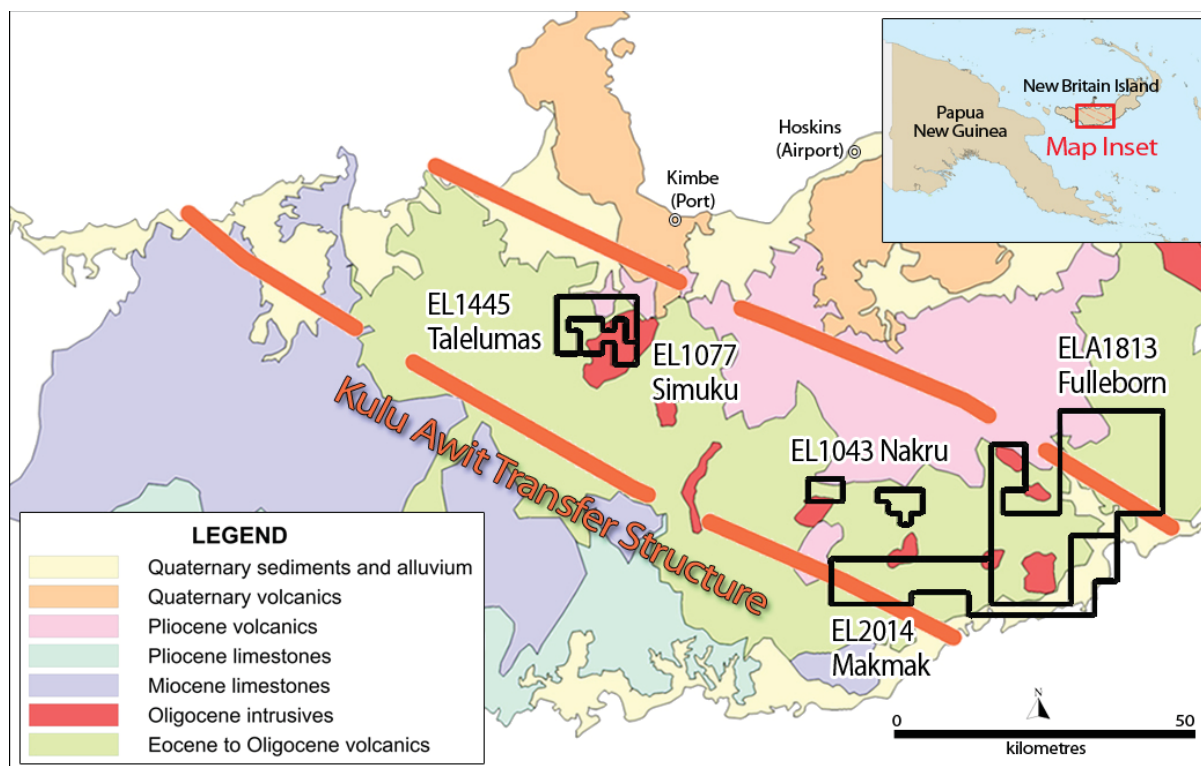 New Britain Island
Papua
New Guinea
Map Inset
Hoskins
(Airport)
Kimbe
(Port)
EL1445
Talelumas
EL1077
Simuku
ELA1813
Fulleborn
EL1043 Nakru
Kulu Awit Transfer Structure
EL2014
Makmak
LEGEND
Quaternary sediments and alluvium
Quaternary volcanics
Pliocene volcanics
Pliocene limestones
Miocene limestones
Oligocene intrusives
Eocene to Oligocene volcanics
N
0 50
kilometres